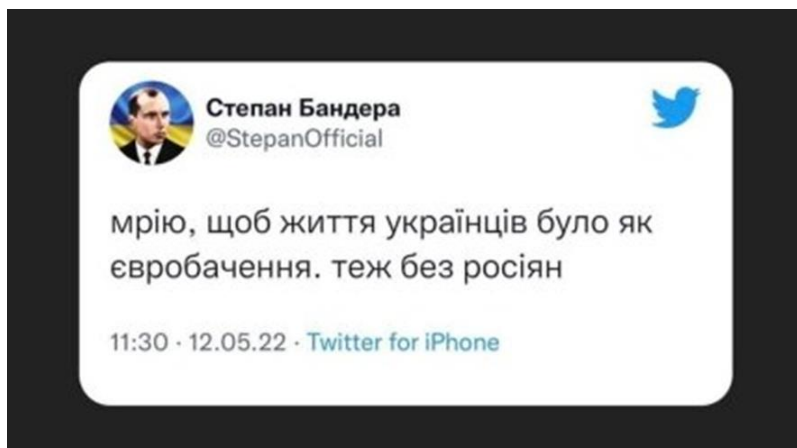 Степан Бандера
@StepanOfficial
мрію, щоб життя українців було як
євробачення. теж без росіян
11:30 · 12.05.22 · Twitter for iPhone